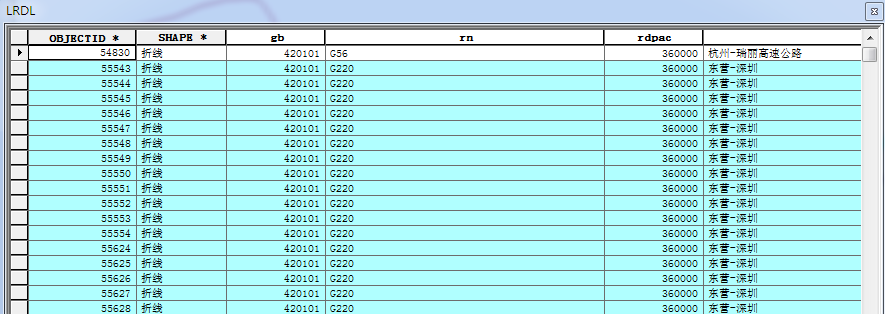 LRDL
OBJECTID * SHAPE * gb rn rdpac
54830 折线 420101 G56 360000 杭州-瑞丽高速公路
55543 折线 420101 G220 360000 东营-深圳
55544 折线 420101 G220 360000 东营-深圳
55545 折线 420101 G220 360000 东营-深圳
55546 折线 420101 G220 360000 东营-深圳
55547 折线 420101 G220 360000 东营-深圳
55548 折线 420101 G220 360000 东营-深圳
55549 折线 420101 G220 360000 东营-深圳
55550 折线 420101 G220 360000 东营-深圳
55551 折线 420101 G220 360000 东营-深圳
55552 折线 420101 G220 360000 东营-深圳
55553 折线 420101 G220 360000 东营-深圳
55554 折线 420101 G220 360000 东营-深圳
55624 折线 420101 G220 360000 东营-深圳
55625 折线 420101 G220 360000 东营-深圳
55626 折线 420101 G220 360000 东营-深圳
55627 折线 420101 G220 360000 东营-深圳
55628 折线 420101 G220 360000 东营-深圳